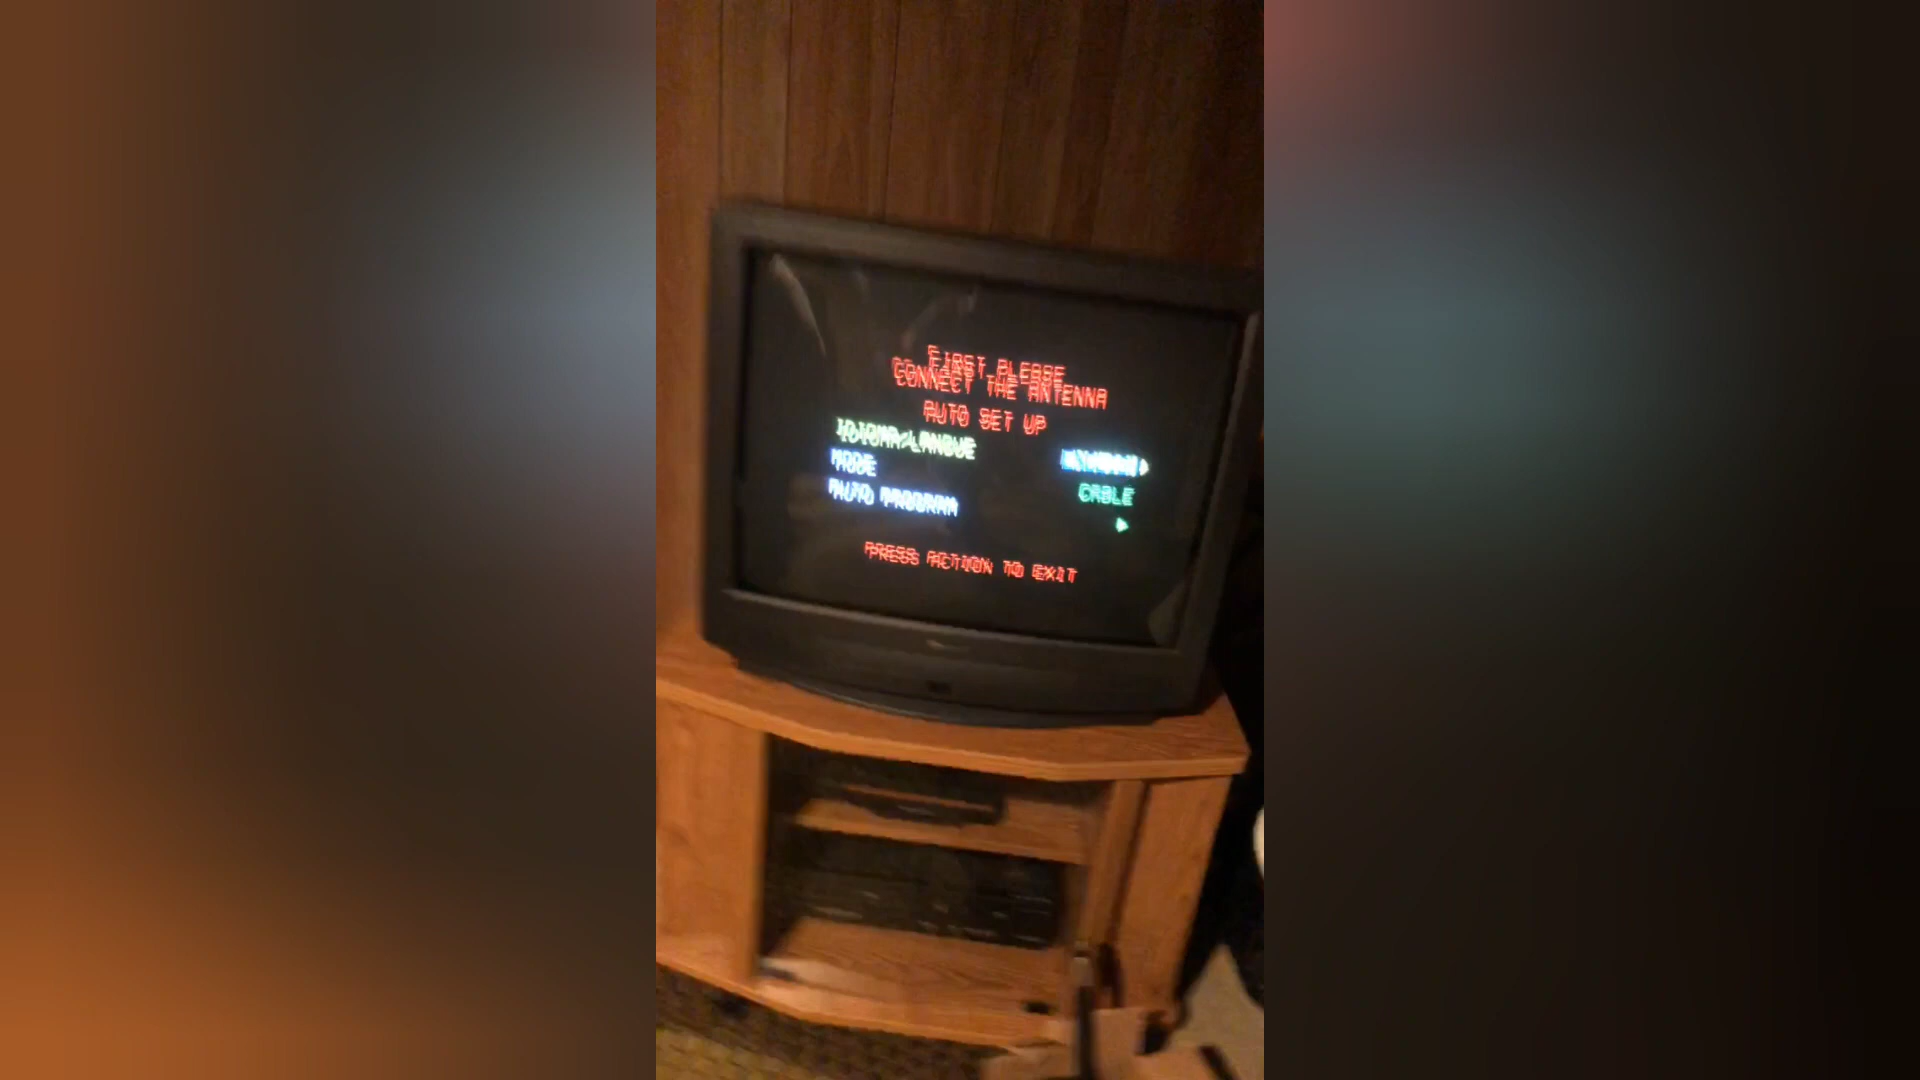 FIRST PLEASE
CONNECT THE ANTENNA
AUTO SET UP
IDIOMA/LANGUE
MODE CABLE
AUTO PROGRAM
PRESS ACTION TO EXIT